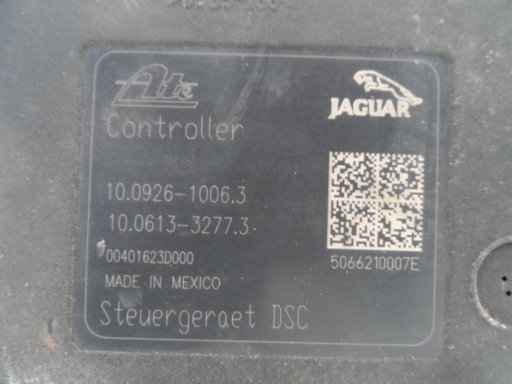 Ate
JAGUAR
Controller
10.0926-1006.3
10.0613-3277.3
00401623D000
5066210007E
MADE IN MEXICO
Steuergeraet DSC